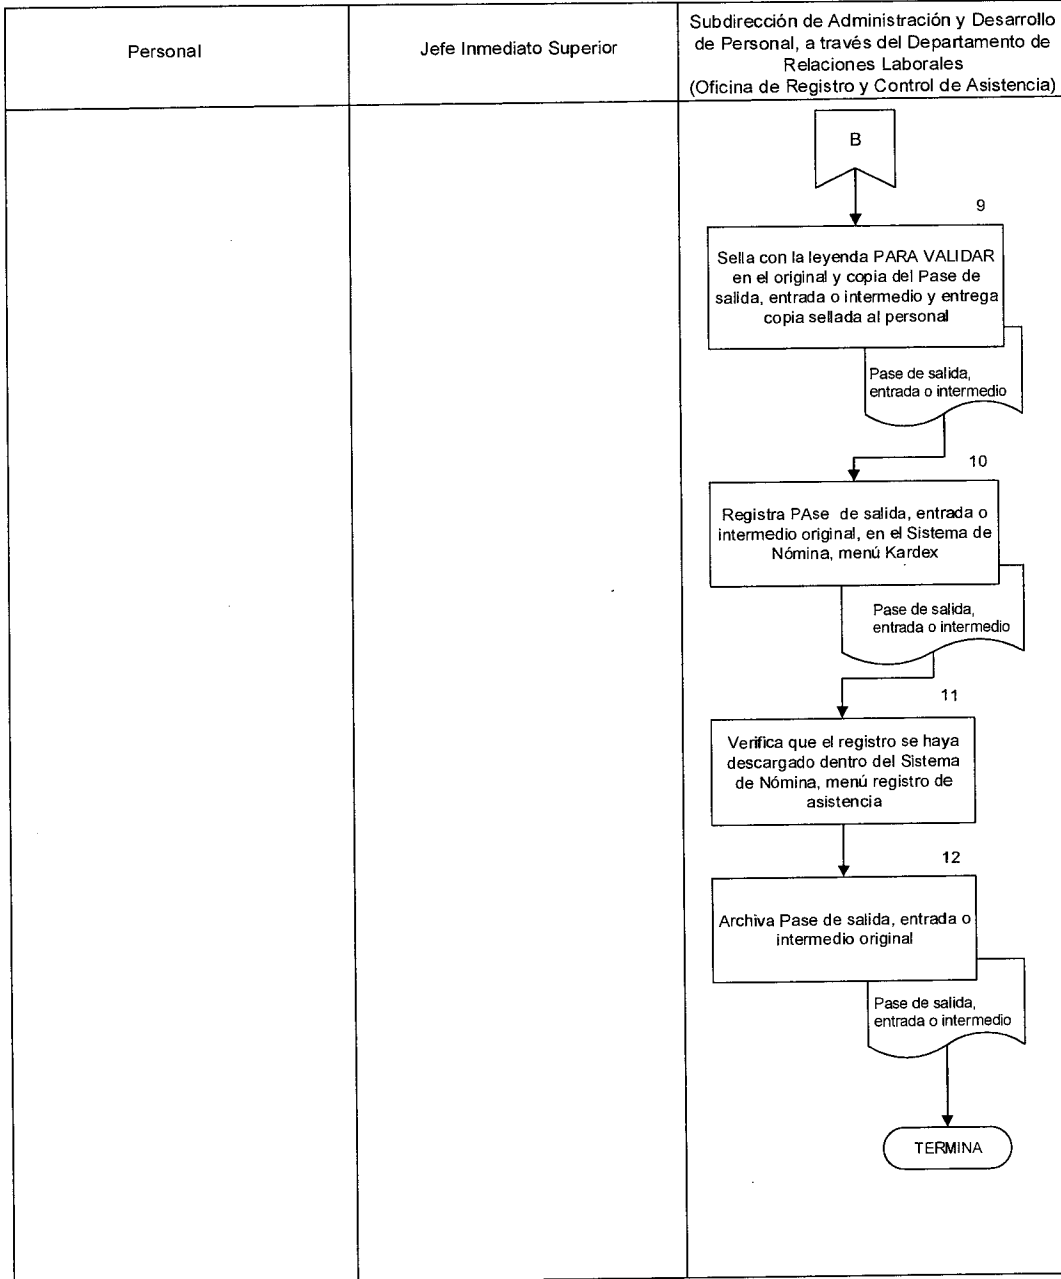 Personal
Jefe Inmediato Superior
Subdirección de Administración y Desarrollo
de Personal, a través del Departamento de
Relaciones Laborales
(Oficina de Registro y Control de Asistencia)
B
9
Sella con la leyenda PARA VALIDAR
en el original y copia del Pase de
salida, entrada o intermedio y entrega
copia sellada al personal
Pase de salida,
entrada o intermedio
10
Registra PAse de salida, entrada o
intermedio original, en el Sistema de
Nómina, menú Kardex
Pase de salida,
entrada o intermedio
11
Verifica que el registro se haya
descargado dentro del Sistema
de Nómina, menú registro de
asistencia
12
Archiva Pase de salida, entrada o
intermedio original
Pase de salida,
entrada o intermedio
TERMINA